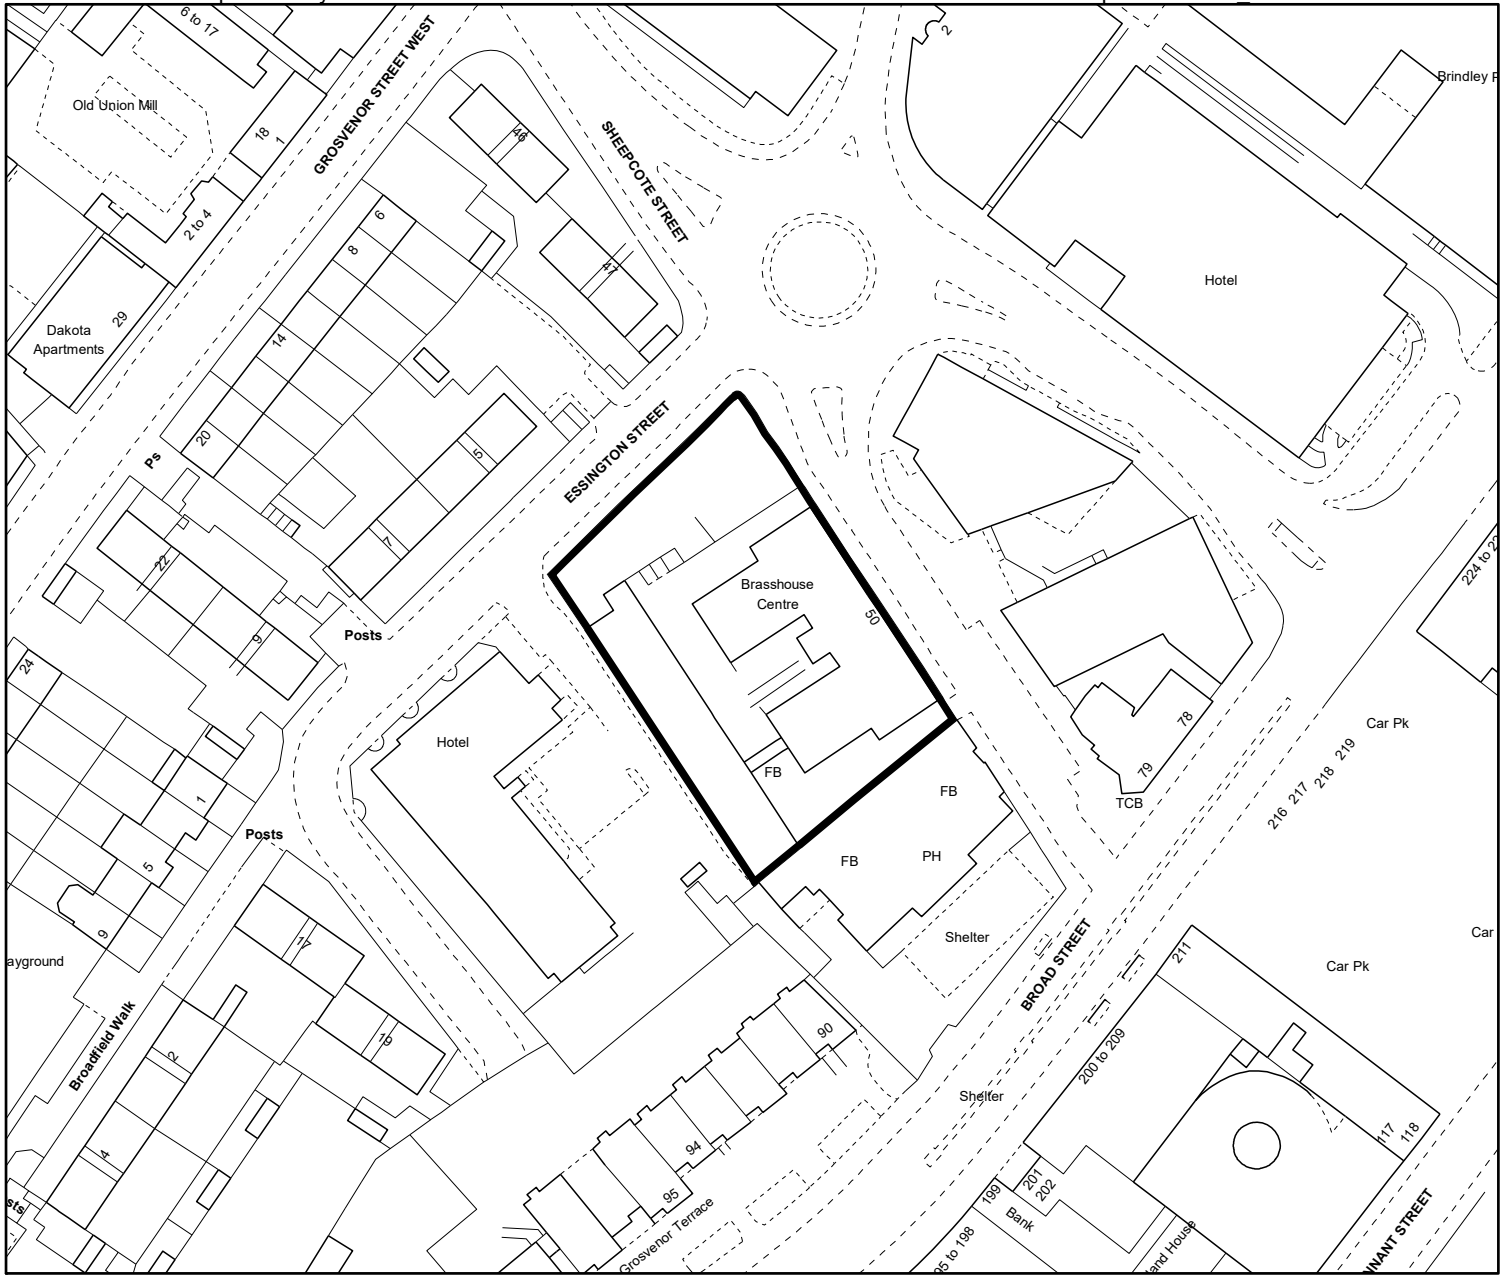 6 to 17
2
Brindley P
Old Union Mill
18
1
GROSVENOR STREET WEST
46
SHEEPCOTE STREET
2 to 4
6
8
47
Hotel
29
Dakota
Apartments
14
20
Ps
5
ESSINGTON STREET
7
22
9
Posts
24
Brasshouse
Centre
50
224 to 22
Hotel
78
79
TCB
Car Pk
219
218
217
216
FB
FB
FB
PH
1
Posts
5
9
17
ayground
Shelter
BROAD STREET
211
Car
Car Pk
Broadfield Walk
2
19
90
200 to 209
Shelter
4
94
95
Grosvenor Terrace
117
118
201
202
199
Bank
95 to 198
and House
NNANT STREET
sts